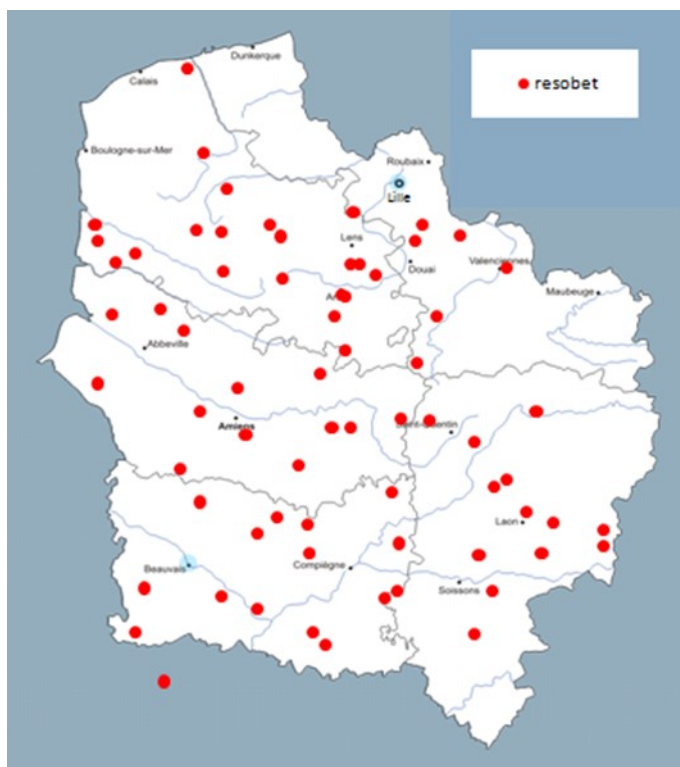 Dunkerque
Calais
resobet
Boulogne-sur-Mer
Roubaix
Lille
Lens
Douai
Valenciennes
Maubeuge
Abbeville
Amiens
Laon
Beauvais
Compiègne
Soissons